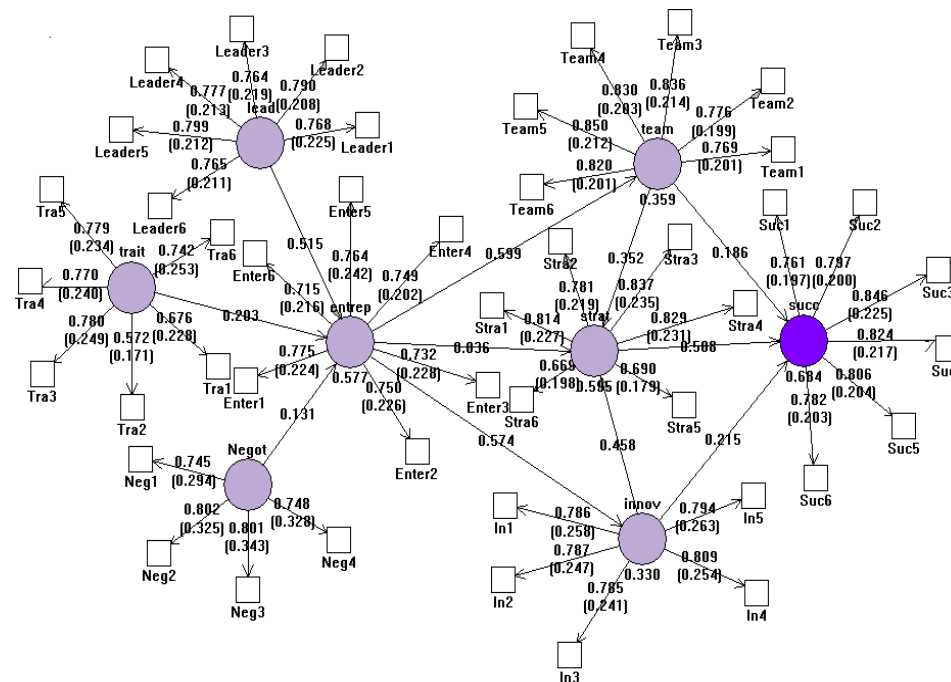 Leader3
Leader4
Leader2
0.764
(0.219)
0.790
(0.208)
0.777
(0.213)
lead
0.799
(0.212)
0.768
(0.225)
Leader5
Leader1
0.765
(0.211)
Leader6
Team4
Team3
0.830
(0.203)
0.836
(0.214)
0.776
(0.199)
Team2
Team5
0.850
(0.212)
team
0.769
(0.201)
Team1
0.820
(0.201)
Team6
0.359
Tra5
0.779
(0.234)
trait
0.742
(0.253)
Tra6
0.770
(0.240)
Tra4
0.780
(0.249)
0.572
(0.171)
0.676
(0.228)
Tra3
Tra2
Tra1
0.515
0.203
0.131
Enter5
Enter4
Enter6
0.764
(0.242)
0.749
(0.202)
0.715
(0.216)
entrep
0.775
(0.224)
0.577
0.732
(0.228)
0.750
(0.226)
Enter1
Enter3
Enter2
0.599
0.036
0.574
0.352
0.186
Stra2
Stra3
0.781
(0.219)
0.837
(0.235)
Stra1
0.814
(0.227)
strat
0.829
(0.231)
Stra4
0.669
(0.198)
0.595
0.690
(0.179)
Stra6
Stra5
0.508
0.458
0.215
Suc1
Suc2
0.761
(0.197)
0.797
(0.200)
succ
0.846
(0.225)
Suc3
0.824
(0.217)
Suc
0.684
0.806
(0.204)
0.782
(0.203)
Suc5
Suc6
Negot
0.745
(0.294)
Neg1
0.802
(0.325)
0.801
(0.343)
0.748
(0.328)
Neg2
Neg3
Neg4
innov
0.786
(0.258)
In1
0.794
(0.263)
In5
0.787
(0.247)
In2
0.330
0.809
(0.254)
In4
0.785
(0.241)
In3